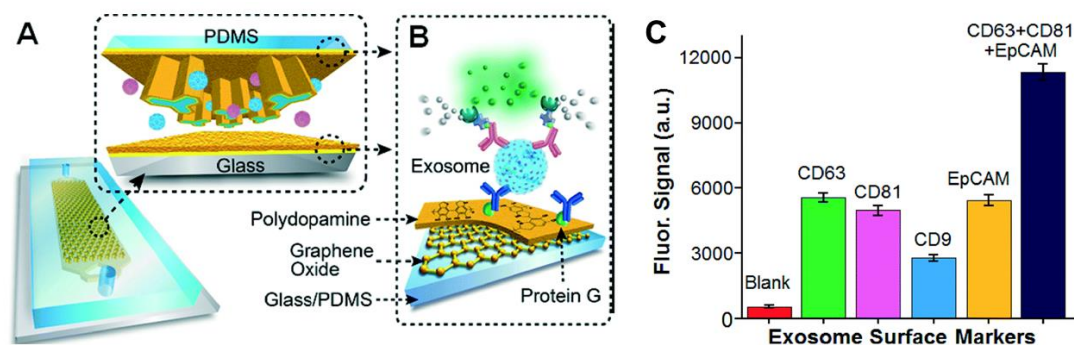 A
PDMS
Glass
B
Exosome
Polydopamine
Graphene
Oxide
Glass/PDMS
Protein G
C
Fluor. Signal (a.u.)
12000
9000
6000
3000
0
Blank
CD63
CD81
CD9
EpCAM
CD63+CD81
+EpCAM
Exosome Surface Markers